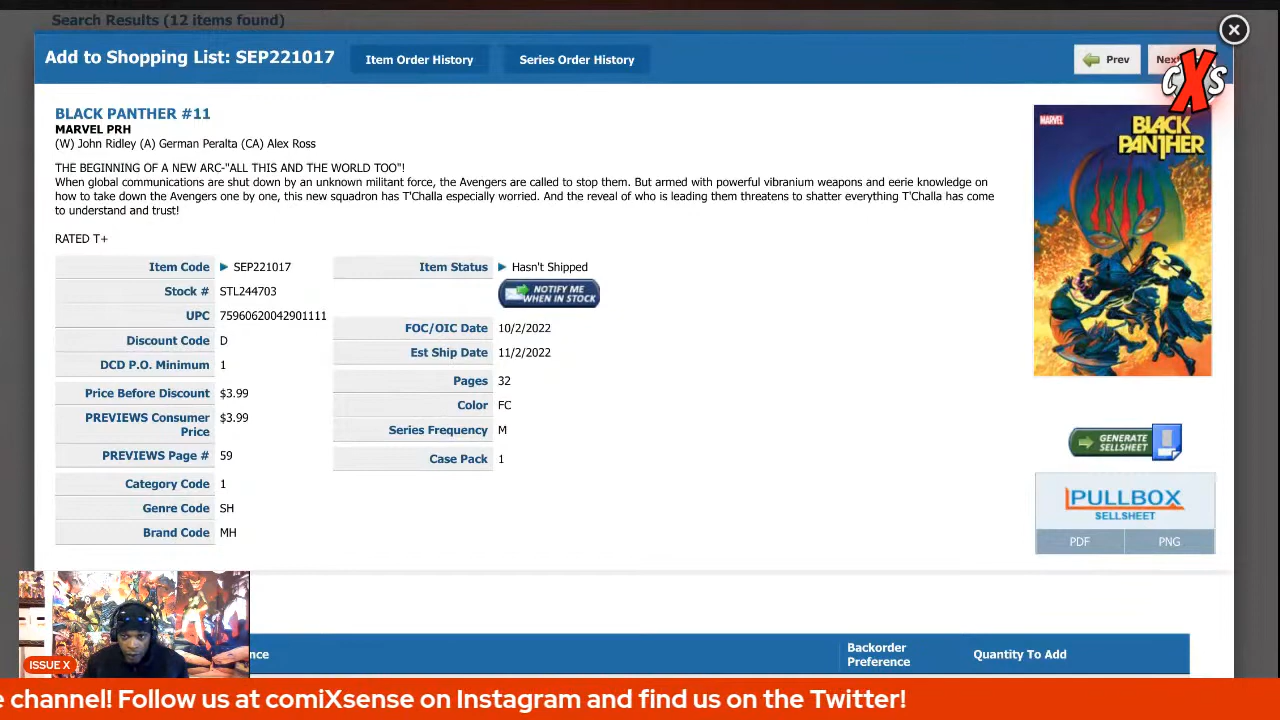 Search Results (12 items found)
Add to Shopping List: SEP221017
Item Order History
Series Order History
Prev
Next
cXs
BLACK PANTHER #11
MARVEL PRH
(W) John Ridley (A) German Peralta (CA) Alex Ross
THE BEGINNING OF A NEW ARC-"ALL THIS AND THE WORLD TOO"!
When global communications are shut down by an unknown militant force, the Avengers are called to stop them. But armed with powerful vibranium weapons and eerie knowledge on
how to take down the Avengers one by one, this new squadron has T'Challa especially worried. And the reveal of who is leading them threatens to shatter everything T'Challa has come
to understand and trust!
RATED T+
Item Code SEP221017
Stock # STL244703
UPC 75960620042901111
Discount Code D
DCD P.O. Minimum 1
Price Before Discount $3.99
PREVIEWS Consumer $3.99
Price
PREVIEWS Page # 59
Category Code 1
Genre Code SH
Brand Code MH
Item Status Hasn't Shipped
NOTIFY ME
WHEN IN STOCK
FOC/OIC Date 10/2/2022
Est Ship Date 11/2/2022
Pages 32
Color FC
Series Frequency M
Case Pack 1
MARVEL
BLACK
PANTHER
GENERATE
SELLSHEET
PULLBOX
SELLSHEET
PDF
PNG
nce
Backorder
Preference
Quantity To Add
ISSUE X
e channel! Follow us at comiXsense on Instagram and find us on the Twitter!